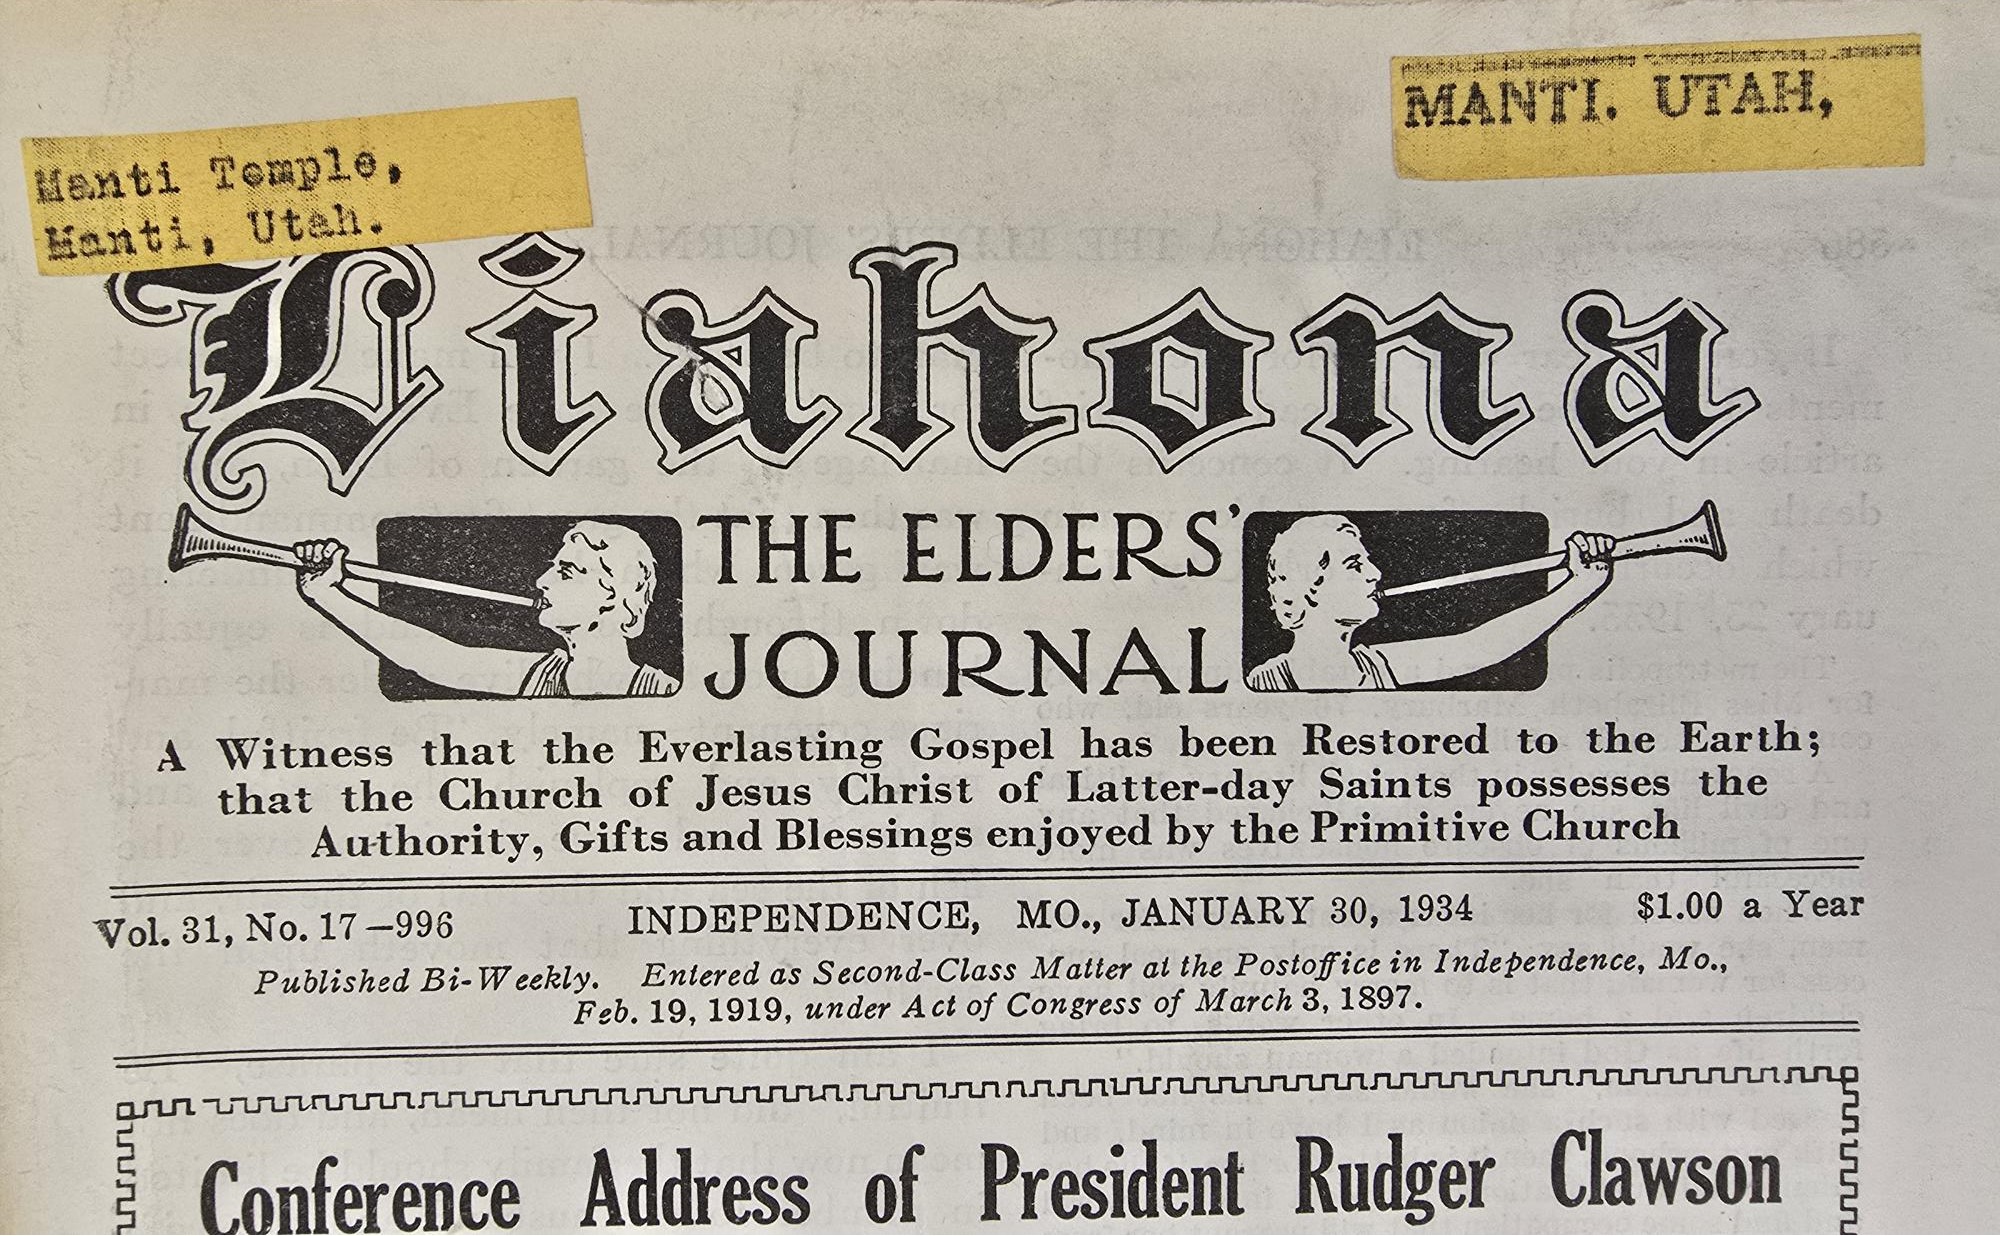 Manti Temple,
Manti, Utah.
MANTI. UTAH,
Liahona
THE ELDERS'
JOURNAL
A Witness that the Everlasting Gospel has been Restored to the Earth;
that the Church of Jesus Christ of Latter-day Saints possesses the
Authority, Gifts and Blessings enjoyed by the Primitive Church
Vol. 31, No. 17—996 INDEPENDENCE, MO., JANUARY 30, 1934 $1.00 a Year
Published Bi-Weekly. Entered as Second-Class Matter at the Postoffice in Independence, Mo.,
Feb. 19, 1919, under Act of Congress of March 3, 1897.
Conference Address of President Rudger Clawson